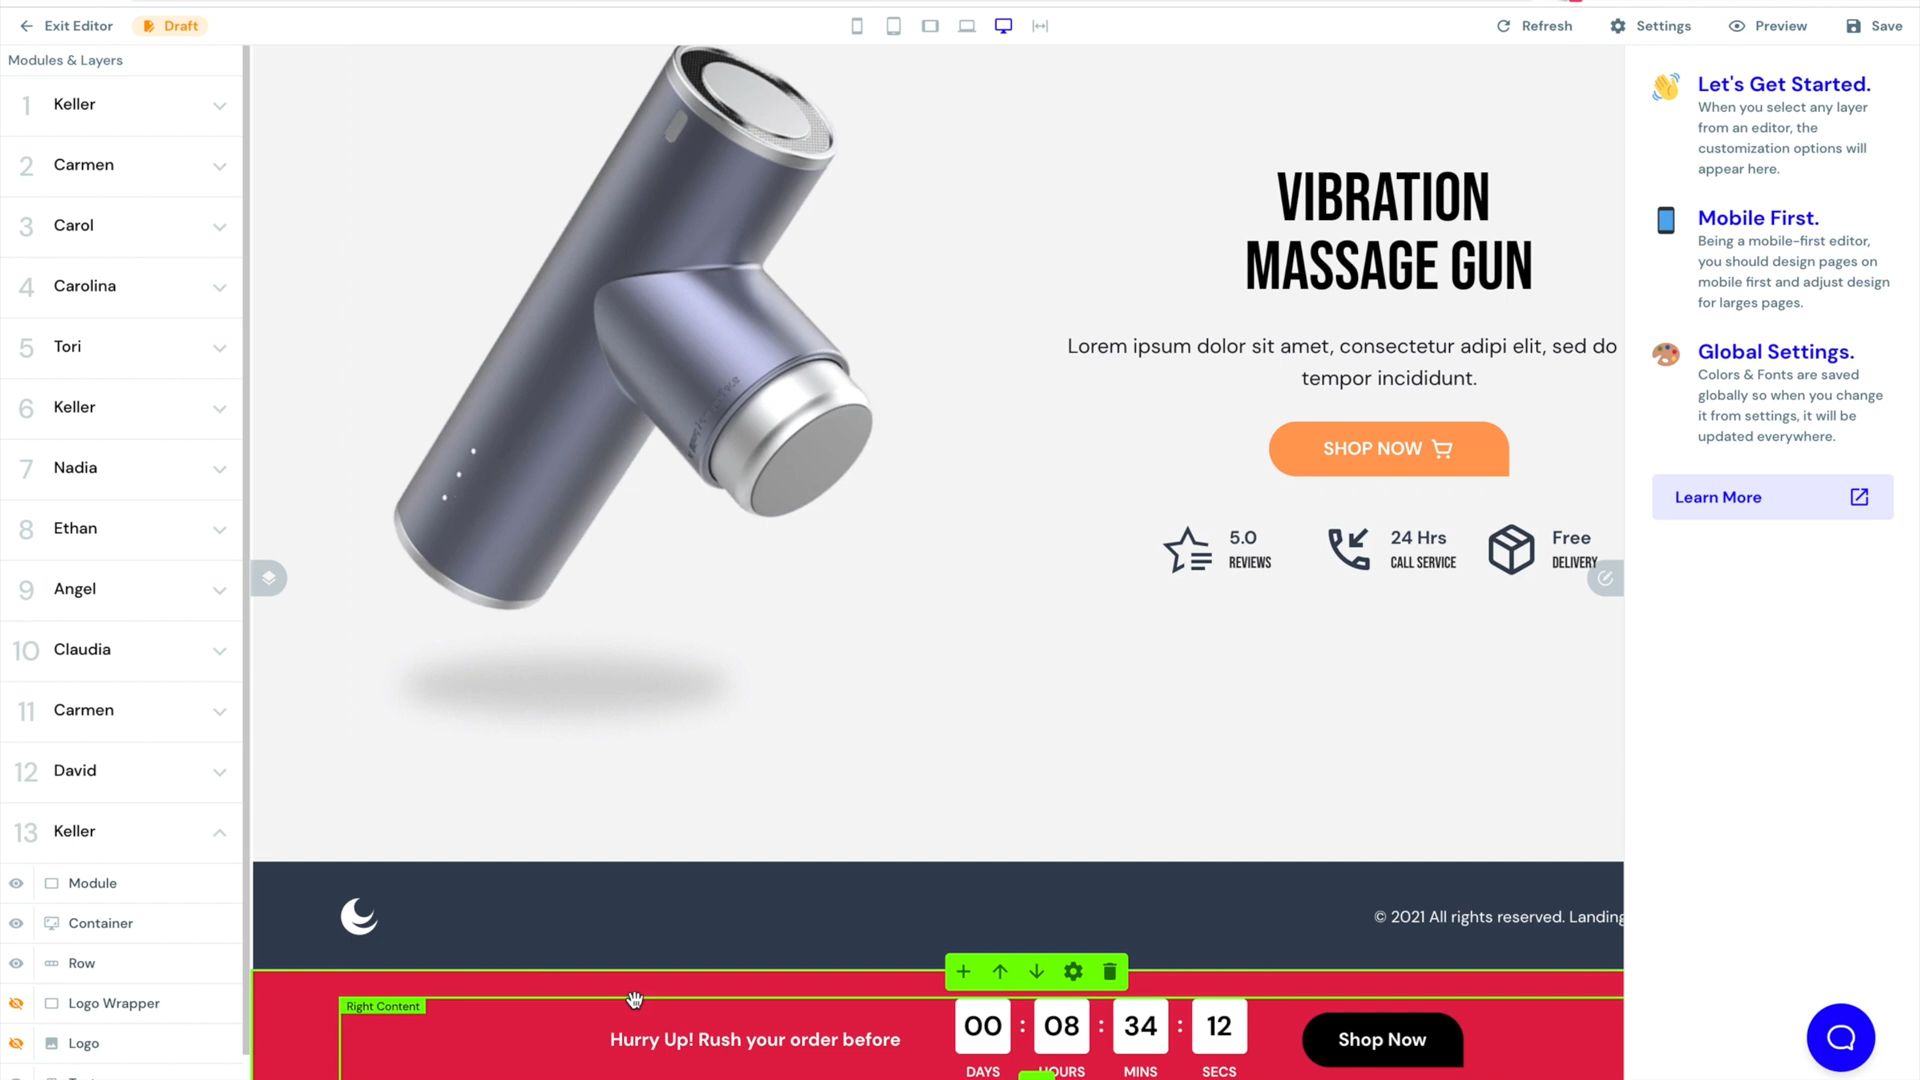 Exit Editor
Draft
Refresh
Settings
Preview
Save
Modules & Layers
1 Keller
2 Carmen
3 Carol
4 Carolina
5 Tori
6 Keller
7 Nadia
8 Ethan
9 Angel
10 Claudia
11 Carmen
12 David
13 Keller
Module
Container
Row
Logo Wrapper
Logo
VIBRATION
MASSAGE GUN
Lorem ipsum dolor sit amet, consectetur adipi elit, sed do
tempor incididunt.
SHOP NOW
5.0
REVIEWS
24 Hrs
CALL SERVICE
Free
DELIVERY
© 2021 All rights reserved. Landing
Right Content
Hurry Up! Rush your order before
00 : 08 : 34 : 12
DAYS HOURS MINS SECS
Shop Now
Let's Get Started.
When you select any layer
from an editor, the
customization options will
appear here.
Mobile First.
Being a mobile-first editor,
you should design pages on
mobile first and adjust design
for larges pages.
Global Settings.
Colors & Fonts are saved
globally so when you change
it from settings, it will be
updated everywhere.
Learn More